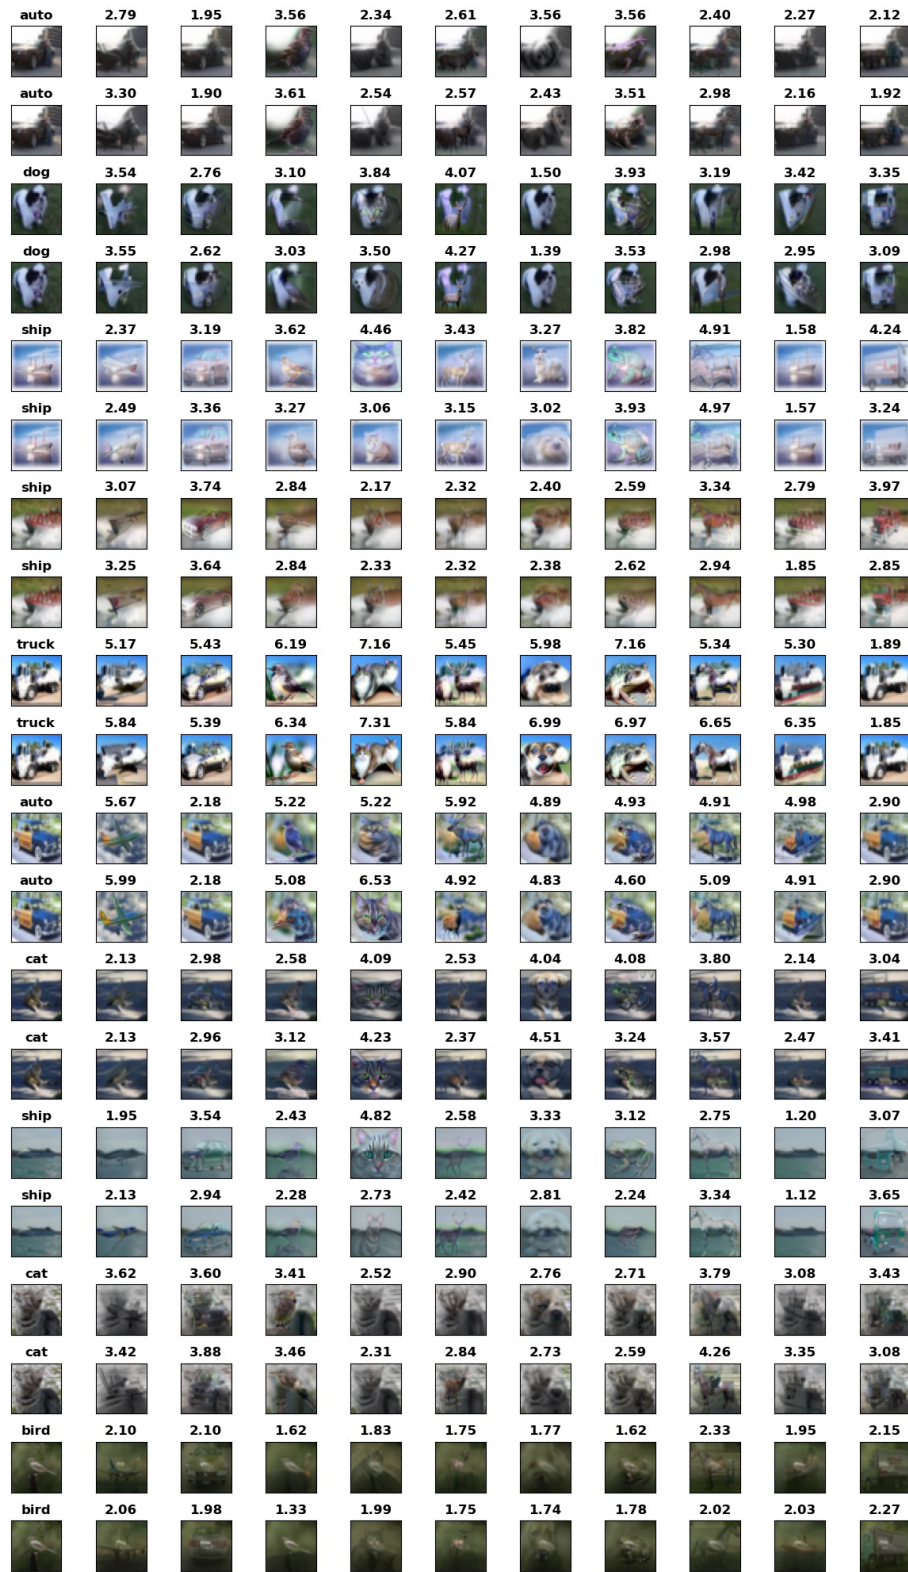 auto 2.79 1.95 3.56 2.34 2.61 3.56 3.56 2.40 2.27 2.12
auto 3.30 1.90 3.61 2.54 2.57 2.43 3.51 2.98 2.16 1.92
dog 3.54 2.76 3.10 3.84 4.07 1.50 3.93 3.19 3.42 3.35
dog 3.55 2.62 3.03 3.50 4.27 1.39 3.53 2.98 2.95 3.09
ship 2.37 3.19 3.62 4.46 3.43 3.27 3.82 4.91 1.58 4.24
ship 2.49 3.36 3.27 3.06 3.15 3.02 3.93 4.97 1.57 3.24
ship 3.07 3.74 2.84 2.17 2.32 2.40 2.59 3.34 2.79 3.97
ship 3.25 3.64 2.84 2.33 2.32 2.38 2.62 2.94 1.85 2.85
truck 5.17 5.43 6.19 7.16 5.45 5.98 7.16 5.34 5.30 1.89
truck 5.84 5.39 6.34 7.31 5.84 6.99 6.97 6.65 6.35 1.85
auto 5.67 2.18 5.22 5.22 5.92 4.89 4.93 4.91 4.98 2.90
auto 5.99 2.18 5.08 6.53 4.92 4.83 4.60 5.09 4.91 2.90
cat 2.13 2.98 2.58 4.09 2.53 4.04 4.08 3.80 2.14 3.04
cat 2.13 2.96 3.12 4.23 2.37 4.51 3.24 3.57 2.47 3.41
ship 1.95 3.54 2.43 4.82 2.58 3.33 3.12 2.75 1.20 3.07
ship 2.13 2.94 2.28 2.73 2.42 2.81 2.24 3.34 1.12 3.65
cat 3.62 3.60 3.41 2.52 2.90 2.76 2.71 3.79 3.08 3.43
cat 3.42 3.88 3.46 2.31 2.84 2.73 2.59 4.26 3.35 3.08
bird 2.10 2.10 1.62 1.83 1.75 1.77 1.62 2.33 1.95 2.15
bird 2.06 1.98 1.33 1.99 1.75 1.74 1.78 2.02 2.03 2.27